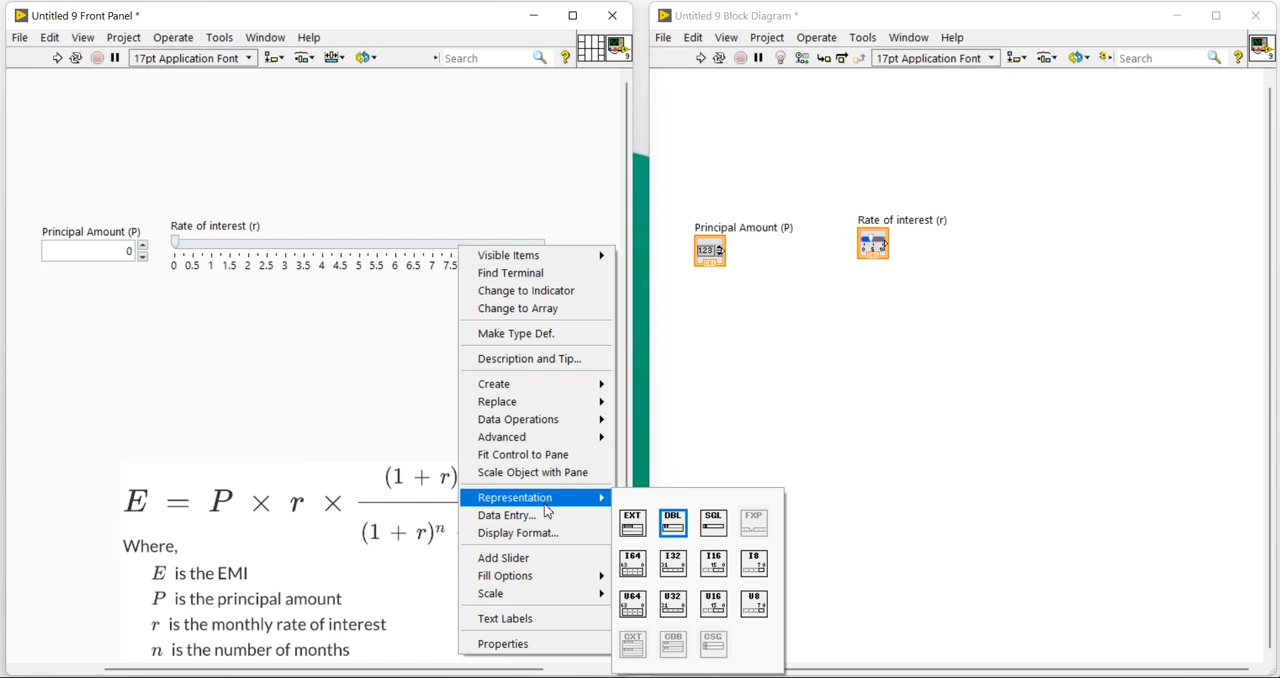 Untitled 9 Front Panel *
File Edit View Project Operate Tools Window Help
17pt Application Font
Search
?
Principal Amount (P)
0
Rate of interest (r)
0 0.5 1 1.5 2 2.5 3 3.5 4 4.5 5 5.5 6 6.5 7 7.5
E = P × r × (1 + r)
(1 + r)n
Where,
E is the EMI
P is the principal amount
r is the monthly rate of interest
n is the number of months
Visible Items
Find Terminal
Change to Indicator
Change to Array
Make Type Def.
Description and Tip...
Create
Replace
Data Operations
Advanced
Fit Control to Pane
Scale Object with Pane
Representation
Data Entry...
Display Format...
Add Slider
Fill Options
Scale
Text Labels
Properties
EXT DBL SGL FXP
I64 I32 I16 I8
U64 U32 U16 U8
CXT CDB CSG
Untitled 9 Block Diagram *
File Edit View Project Operate Tools Window Help
17pt Application Font
Search
?
Principal Amount (P)
1.23
Rate of interest (r)